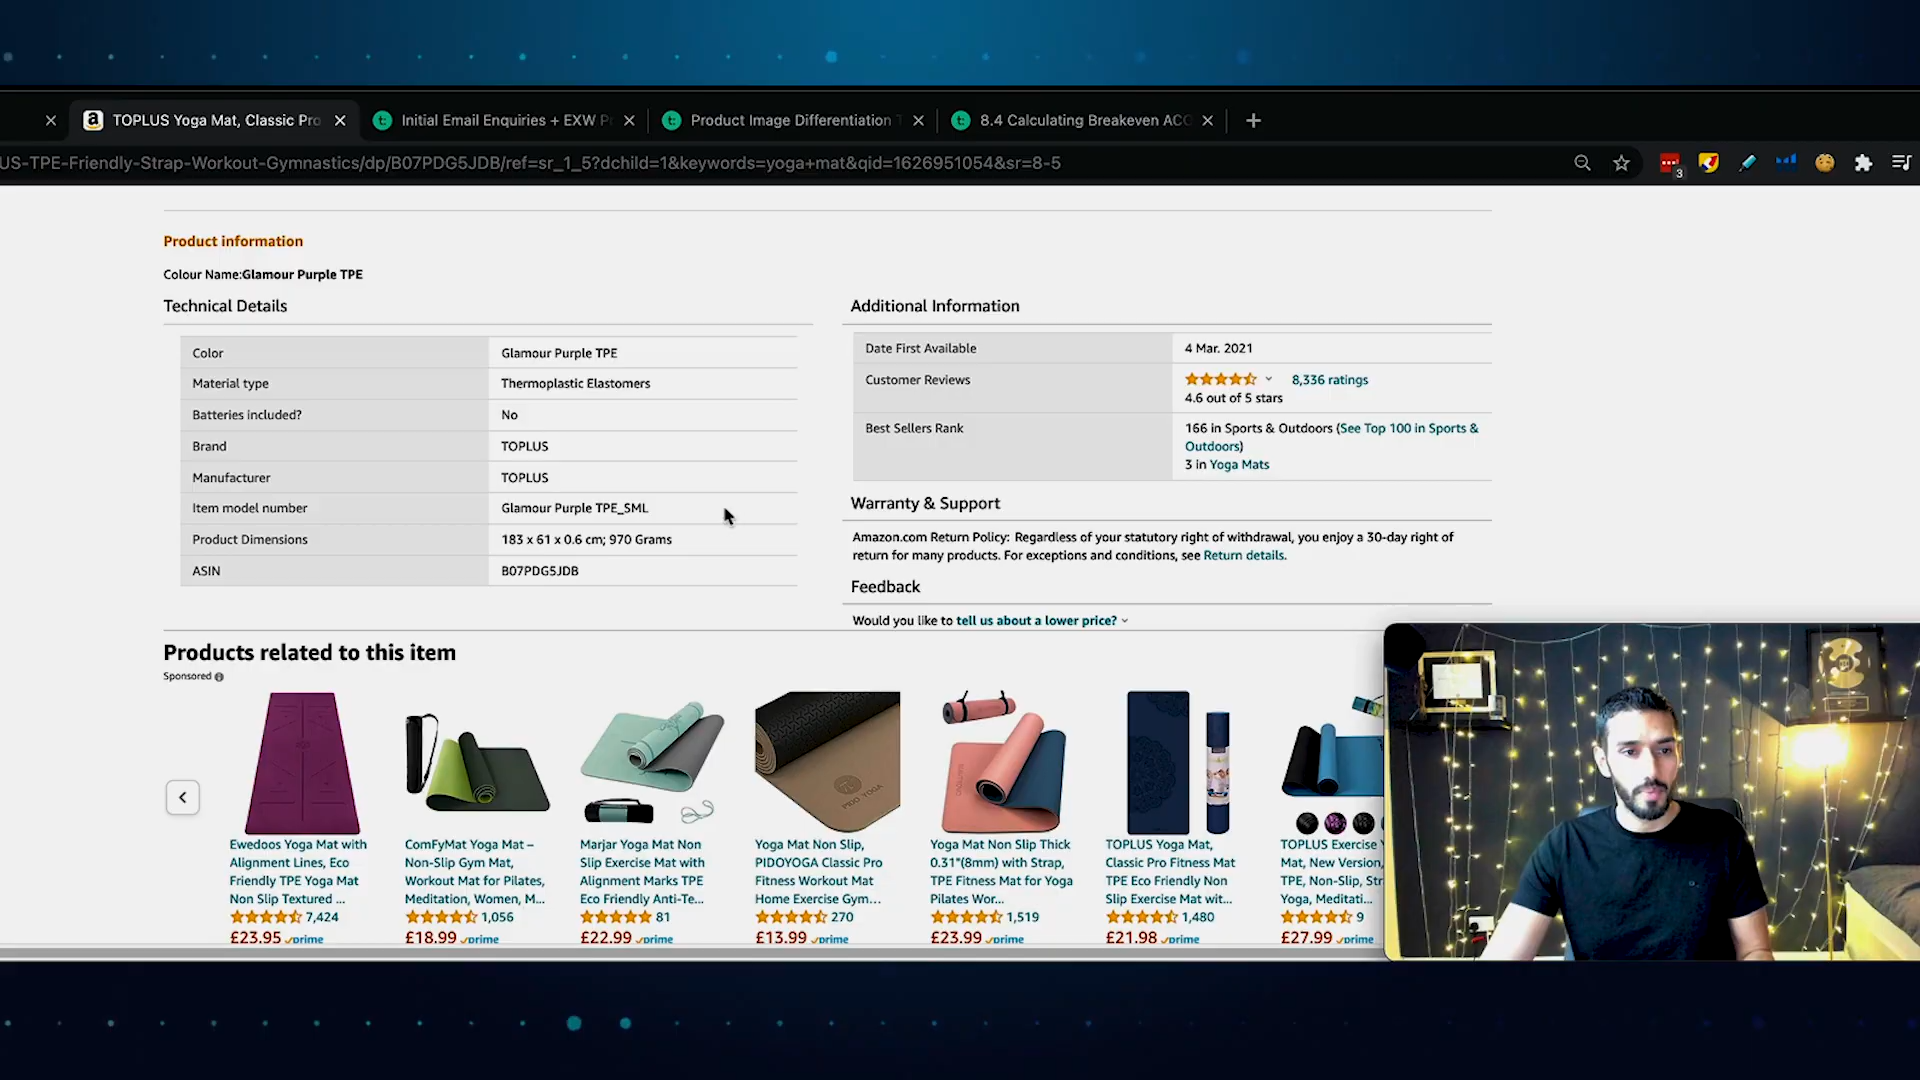 TOPLUS Yoga Mat, Classic Pro
Initial Email Enquiries + EXW P
Product Image Differentiation T
8.4 Calculating Breakeven ACO
US-TPE-Friendly-Strap-Workout-Gymnastics/dp/B07PDG5JDB/ref=sr_1_5?dchild=1&keywords=yoga+mat&qid=1626951054&sr=8-5
3
Product information
Colour Name:Glamour Purple TPE
Technical Details
Color Glamour Purple TPE
Material type Thermoplastic Elastomers
Batteries included? No
Brand TOPLUS
Manufacturer TOPLUS
Item model number Glamour Purple TPE_SML
Product Dimensions 183 x 61 x 0.6 cm; 970 Grams
ASIN B07PDG5JDB
Additional Information
Date First Available 4 Mar. 2021
Customer Reviews 8,336 ratings
4.6 out of 5 stars
Best Sellers Rank 166 in Sports & Outdoors (See Top 100 in Sports &
Outdoors)
3 in Yoga Mats
Warranty & Support
Amazon.com Return Policy: Regardless of your statutory right of withdrawal, you enjoy a 30-day right of
return for many products. For exceptions and conditions, see Return details.
Feedback
Would you like to tell us about a lower price?
Products related to this item
Sponsored
PIDO YOGA
Ewedoos Yoga Mat with
Alignment Lines, Eco
Friendly TPE Yoga Mat
Non Slip Textured ...
7,424
£23.95 prime
ComFyMat Yoga Mat –
Non-Slip Gym Mat,
Workout Mat for Pilates,
Meditation, Women, M...
1,056
£18.99 prime
Marjar Yoga Mat Non
Slip Exercise Mat with
Alignment Marks TPE
Eco Friendly Anti-Te...
81
£22.99 prime
Yoga Mat Non Slip,
PIDOYOGA Classic Pro
Fitness Workout Mat
Home Exercise Gym...
270
£13.99 prime
Yoga Mat Non Slip Thick
0.31"(8mm) with Strap,
TPE Fitness Mat for Yoga
Pilates Wor...
1,519
£23.99 prime
TOPLUS Yoga Mat,
Classic Pro Fitness Mat
TPE Eco Friendly Non
Slip Exercise Mat wit...
1,480
£21.98 prime
TOPLUS Exercise Y
Mat, New Version,
TPE, Non-Slip, Str
Yoga, Meditati...
9
£27.99 prime